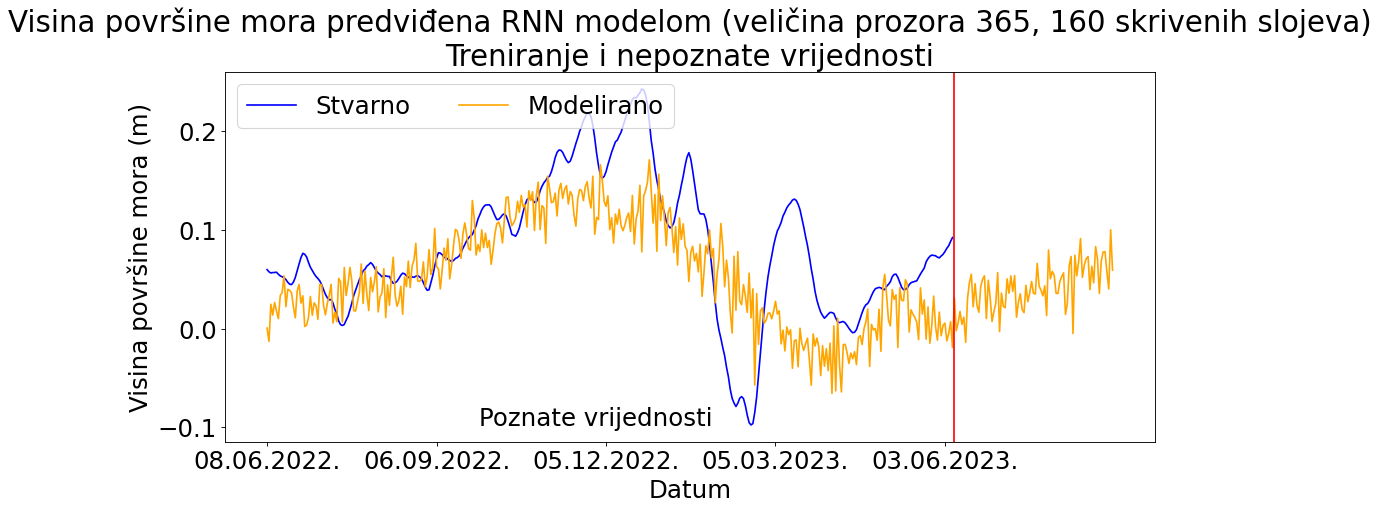 Visina površine mora predviđena RNN modelom (veličina prozora 365, 160 skrivenih slojeva)
Treniranje i nepoznate vrijednosti
Stvarno
Modelirano
Visina površine mora (m)
0.2
0.1
0.0
−0.1
Poznate vrijednosti
08.06.2022.
06.09.2022.
05.12.2022.
05.03.2023.
03.06.2023.
Datum